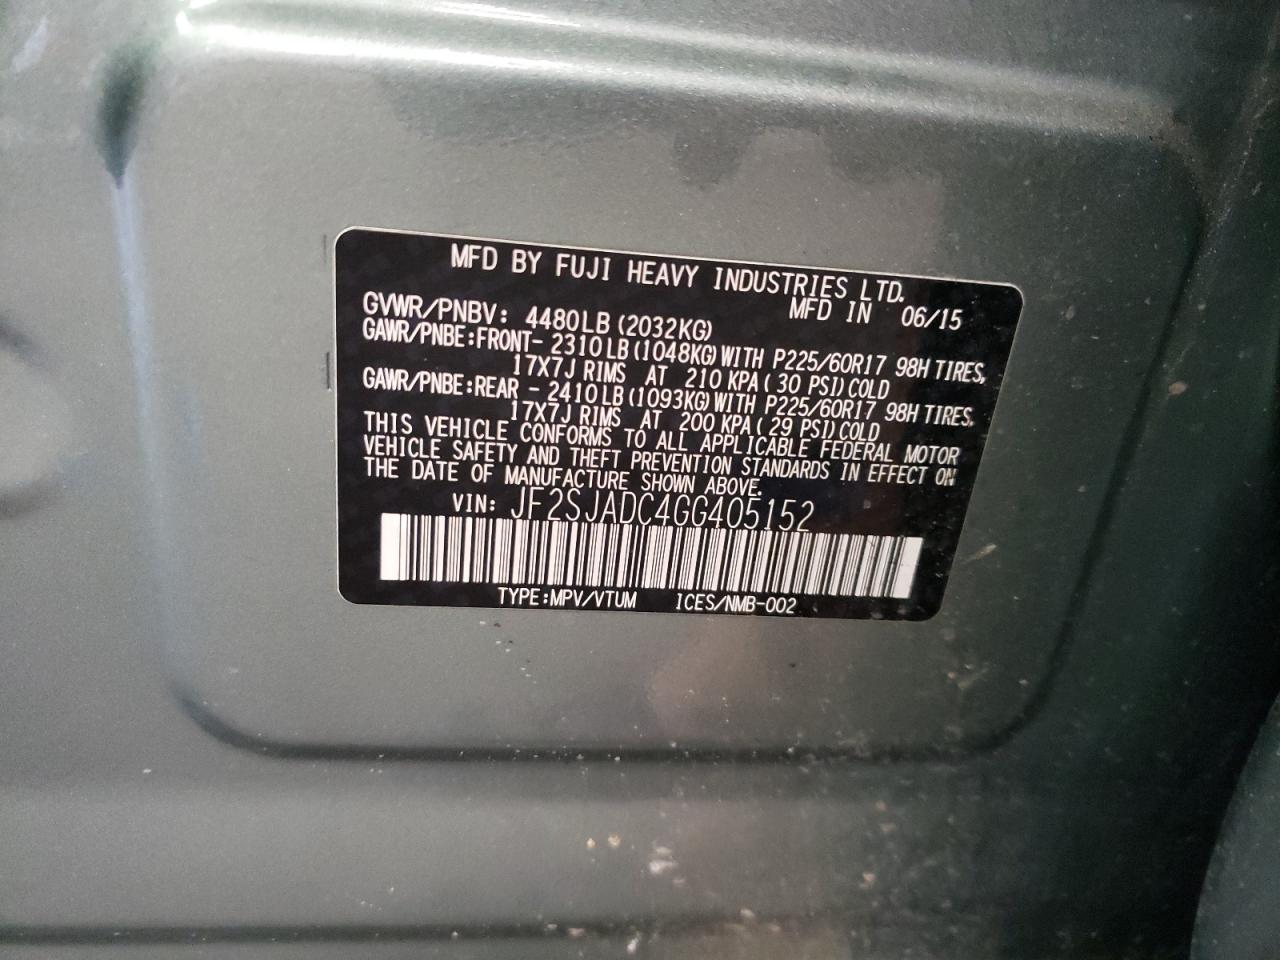 MFD BY FUJI HEAVY INDUSTRIES LTD.
MFD IN 06/15
GVWR/PNBV: 4480LB(2032KG)
GAWR/PNBE:FRONT- 2310LB(1048KG)WITH P225/60R17 98H TIRES,
17X7J RIMS AT 210 KPA( 30 PSI)COLD
GAWR/PNBE:REAR - 2410LB(1093KG)WITH P225/60R17 98H TIRES,
17X7J RIMS AT 200 KPA( 29 PSI)COLD
THIS VEHICLE CONFORMS TO ALL APPLICABLE FEDERAL MOTOR
VEHICLE SAFETY AND THEFT PREVENTION STANDARDS IN EFFECT ON
THE DATE OF MANUFACTURE SHOWN ABOVE.
VIN: JF2SJADC4GG405152
TYPE:MPV/VTUM ICES/NMB-002